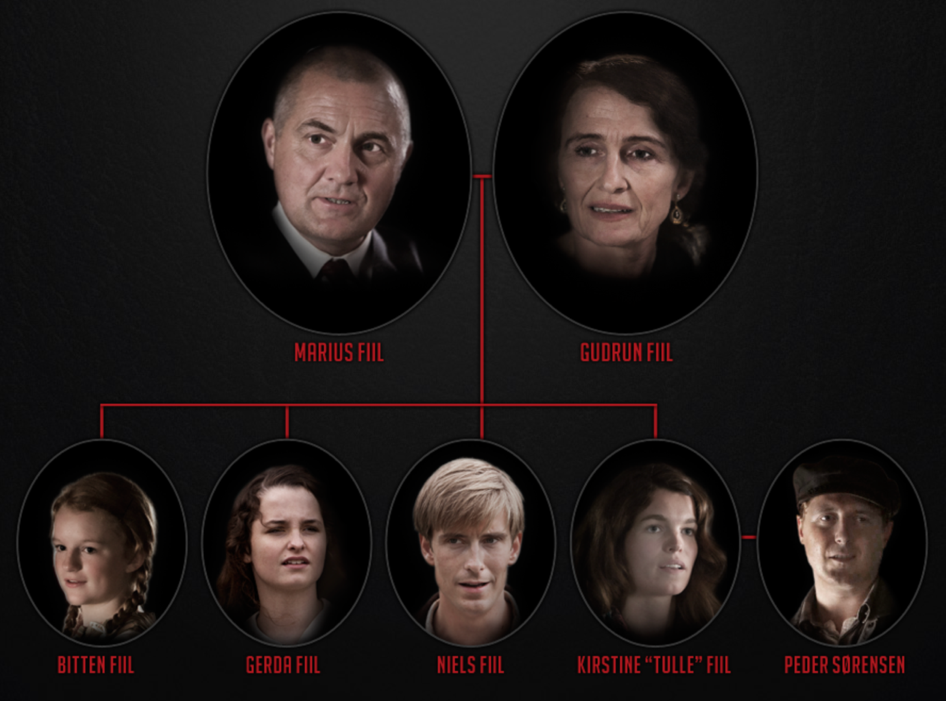 MARIUS FIIL
GUDRUN FIIL
BITTEN FIIL
GERDA FIIL
NIELS FIIL
KIRSTINE “TULLE” FIIL
PEDER SØRENSEN